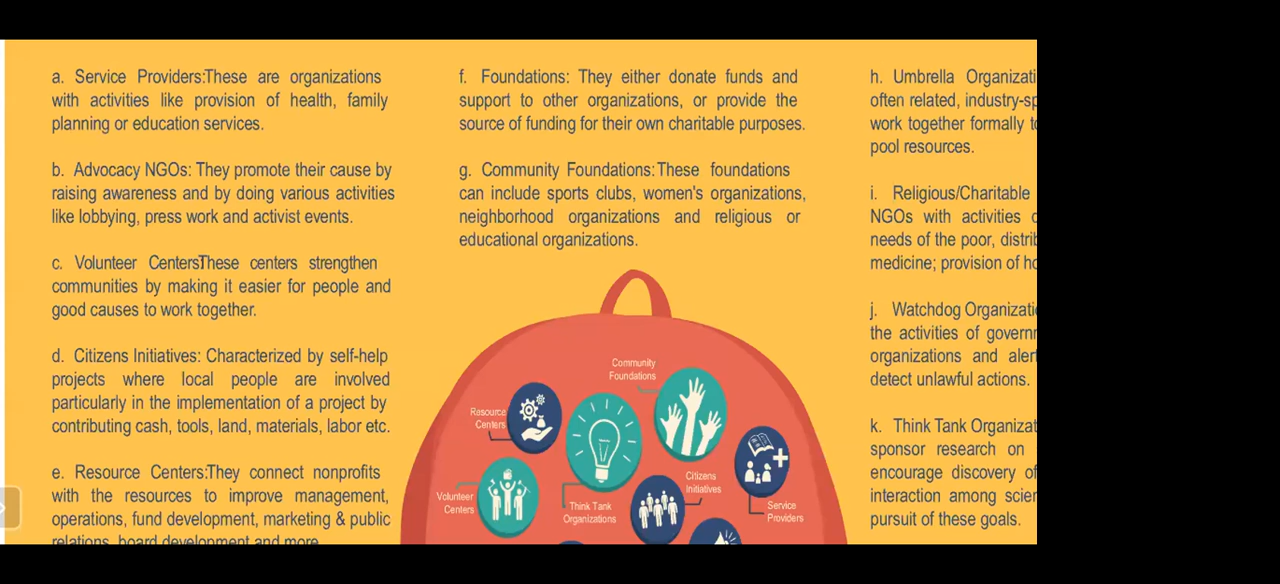 a. Service Providers:These are organizations
with activities like provision of health, family
planning or education services.
b. Advocacy NGOs: They promote their cause by
raising awareness and by doing various activities
like lobbying, press work and activist events.
c. Volunteer CentersThese centers strengthen
communities by making it easier for people and
good causes to work together.
d. Citizens Initiatives: Characterized by self-help
projects where local people are involved
particularly in the implementation of a project by
contributing cash, tools, land, materials, labor etc.
e. Resource Centers:They connect nonprofits
with the resources to improve management,
operations, fund development, marketing & public
relations, board development and more
f. Foundations: They either donate funds and
support to other organizations, or provide the
source of funding for their own charitable purposes.
g. Community Foundations:These foundations
can include sports clubs, women's organizations,
neighborhood organizations and religious or
educational organizations.
Community
Foundations
Resource
Centers
Volunteer
Centers
Think Tank
Organizations
Citizens
Initiatives
Service
Providers
h. Umbrella
often related,
work together formally
pool resources.
i. Religious/Charitable
NGOs with activities
needs of the poor,
medicine; provision of
j. Watchdog
the activities of
organizations and
detect unlawful actions.
k. Think Tank
sponsor research on
encourage discovery of
interaction among
pursuit of these goals.